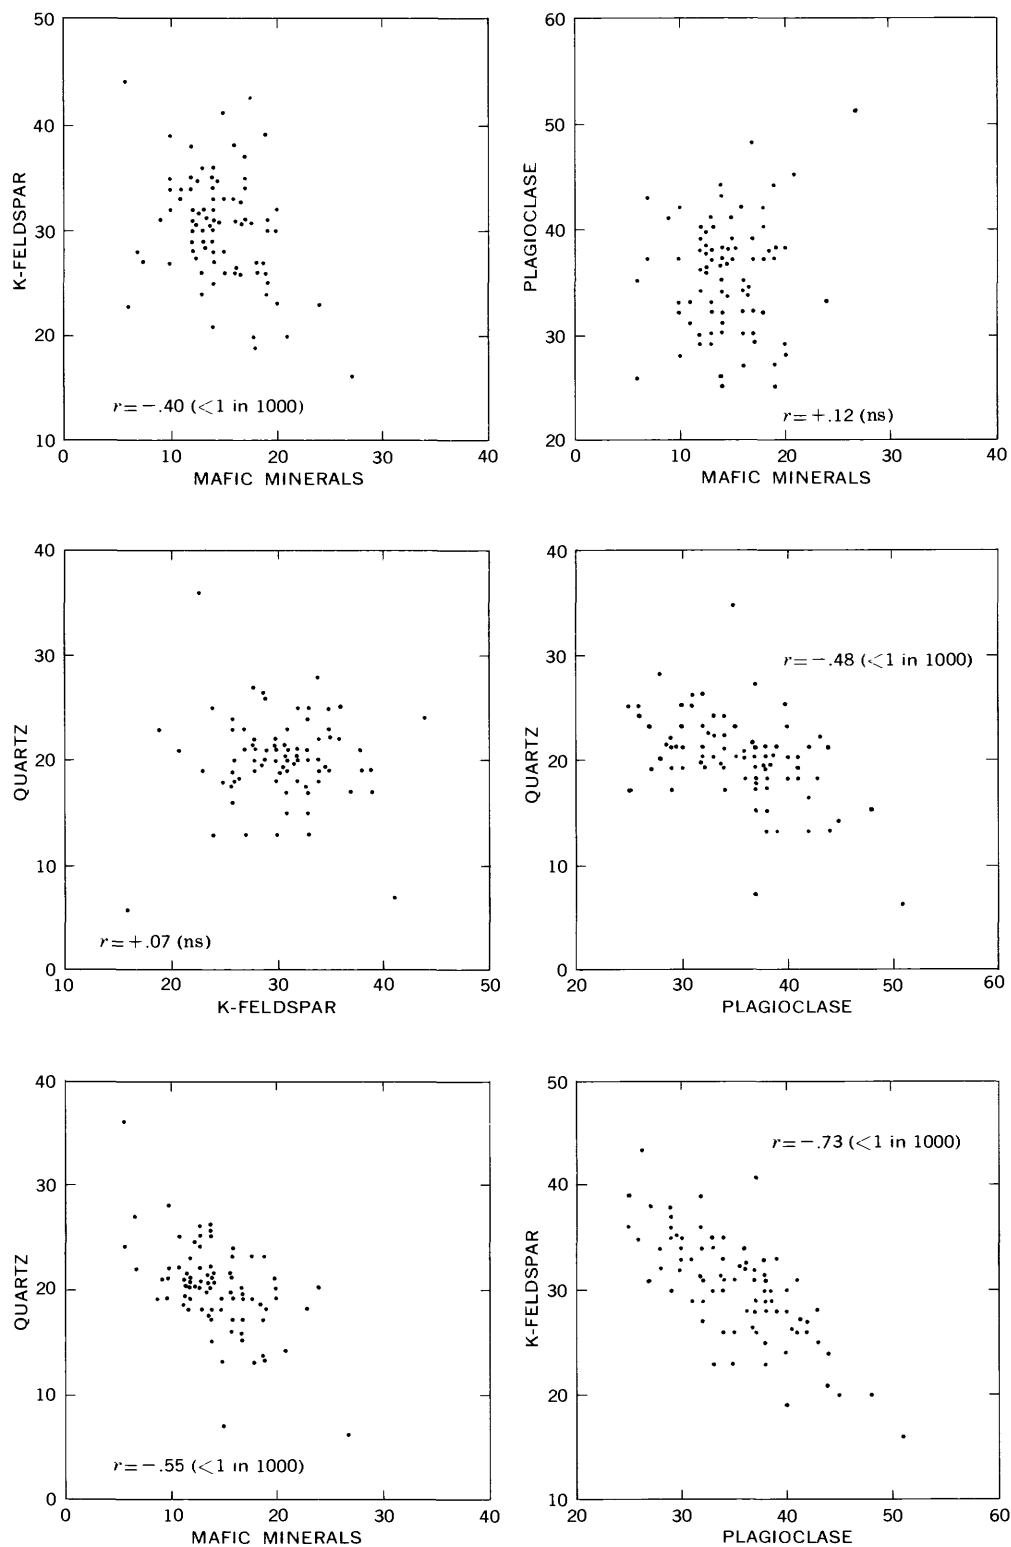 50
40
30
20
10
K-FELDSPAR
r=−.40 (<1 in 1000)
0 10 20 30 40
MAFIC MINERALS
60
50
40
30
20
PLAGIOCLASE
r=+.12 (ns)
0 10 20 30 40
MAFIC MINERALS
40
30
20
10
0
QUARTZ
r=+.07 (ns)
10 20 30 40 50
K-FELDSPAR
40
30
20
10
0
QUARTZ
r=−.48 (<1 in 1000)
20 30 40 50 60
PLAGIOCLASE
40
30
20
10
0
QUARTZ
r=−.55 (<1 in 1000)
0 10 20 30 40
MAFIC MINERALS
50
40
30
20
10
K-FELDSPAR
r=−.73 (<1 in 1000)
20 30 40 50 60
PLAGIOCLASE